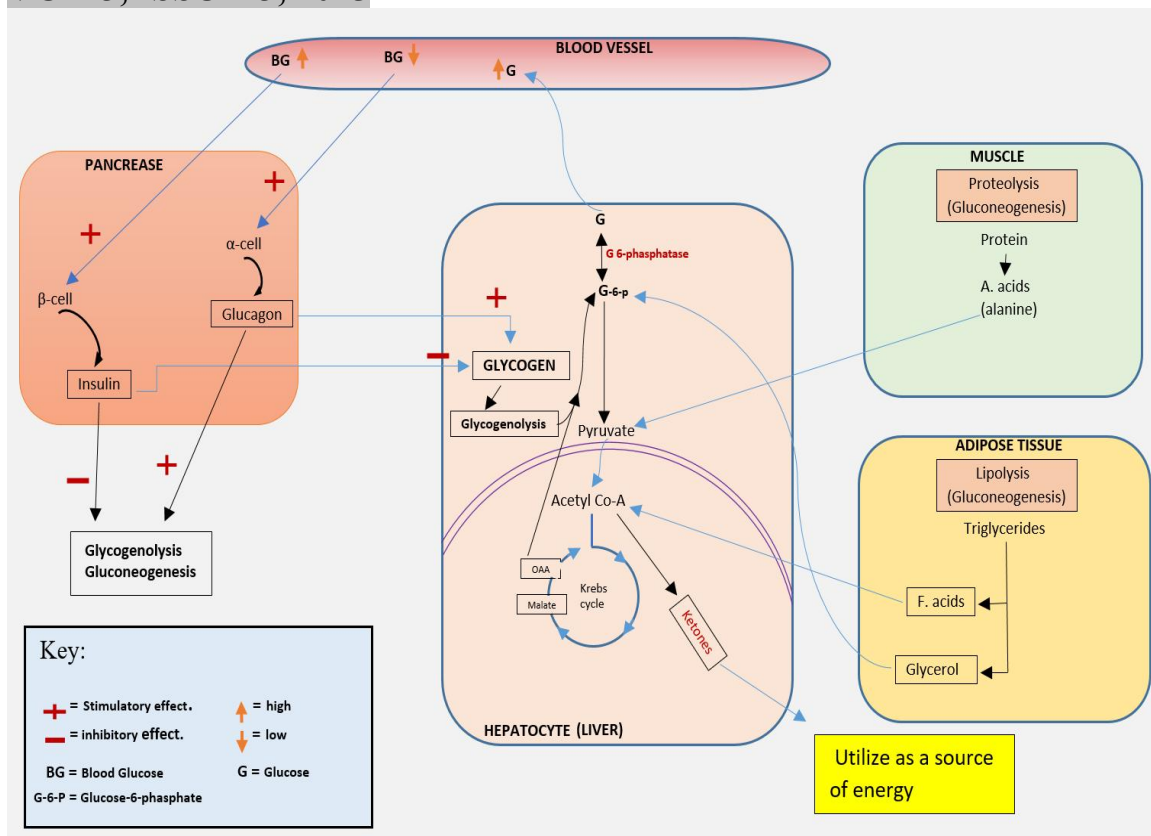 BLOOD VESSEL
BG
BG
G
PANCREASE
+
+
α-cell
β-cell
Glucagon
Insulin
+
Glycogenolysis
Gluconeogenesis
G
G 6-phosphatase
G-6-p
+
GLYCOGEN
Glycogenolysis
Pyruvate
Acetyl Co-A
OAA
Malate
Krebs
cycle
Ketones
HEPATOCYTE (LIVER)
MUSCLE
Proteolysis
(Gluconeogenesis)
Protein
A. acids
(alanine)
ADIPOSE TISSUE
Lipolysis
(Gluconeogenesis)
Triglycerides
F. acids
Glycerol
Utilize as a source
of energy
Key:
+ = Stimulatory effect.
= high
− = inhibitory effect.
= low
BG = Blood Glucose
G = Glucose
G-6-P = Glucose-6-phosphate